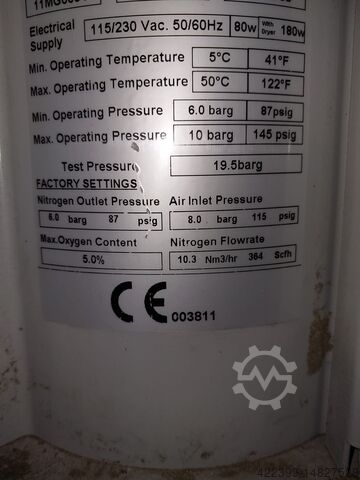 Electrical Supply 115/230 Vac. 50/60Hz 80w With Dryer 180w
Min. Operating Temperature 5°C 41°F
Max. Operating Temperature 50°C 122°F
Min. Operating Pressure 6.0 barg 87psig
Max. Operating Pressure 10 barg 145 psig
Test Pressure 19.5barg
FACTORY SETTINGS
Nitrogen Outlet Pressure Air Inlet Pressure
6.0 barg 87 psig 8.0 barg 115 psig
Max.Oxygen Content Nitrogen Flowrate
5.0% 10.3 Nm3/hr 364 Scfh
CE 003811